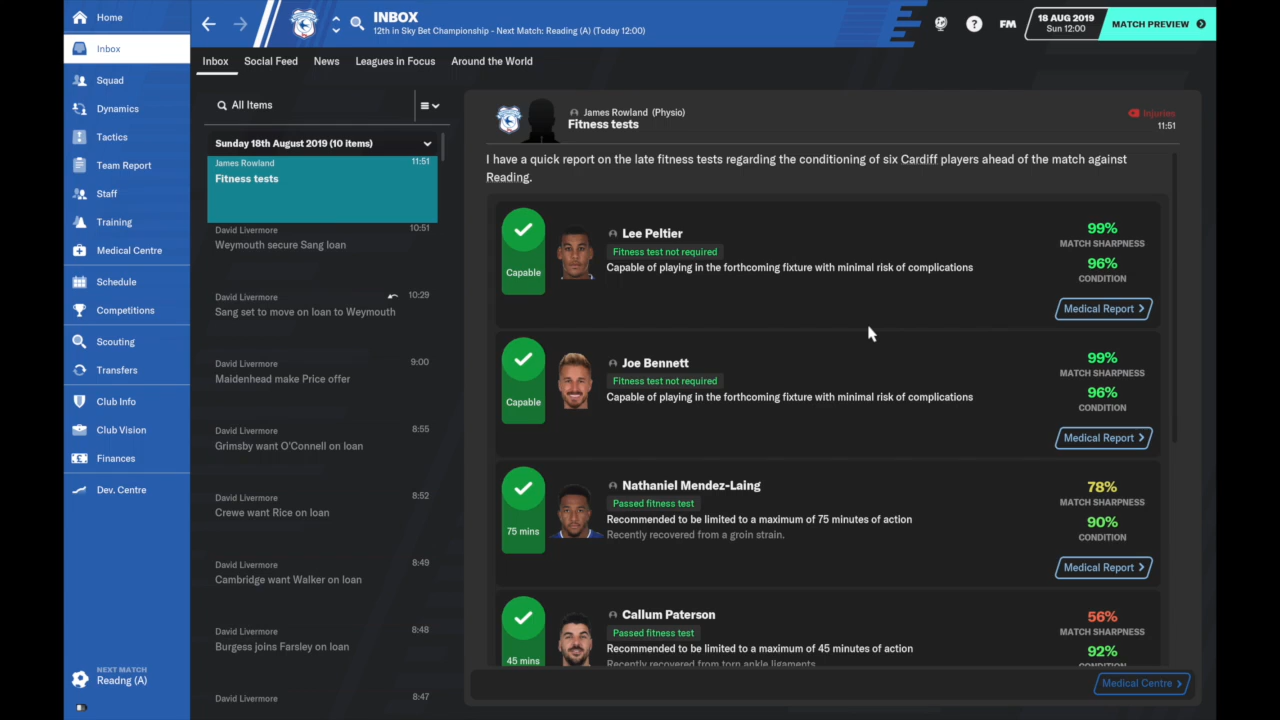 Home
Inbox
Squad
Dynamics
Tactics
Team Report
Staff
Training
Medical Centre
Schedule
Competitions
Scouting
Transfers
Club Info
Club Vision
Finances
Dev. Centre
NEXT MATCH
Readng (A)
INBOX
12th in Sky Bet Championship - Next Match: Reading (A) (Today 12:00)
?
FM
18 AUG 2019
Sun 12:00
MATCH PREVIEW
Inbox Social Feed News Leagues in Focus Around the World
All Items
Sunday 18th August 2019 (10 items)
James Rowland 11:51
Fitness tests
David Livermore 10:51
Weymouth secure Sang loan
David Livermore 10:29
Sang set to move on loan to Weymouth
David Livermore 9:00
Maidenhead make Price offer
David Livermore 8:55
Grimsby want O'Connell on loan
David Livermore 8:52
Crewe want Rice on loan
David Livermore 8:49
Cambridge want Walker on loan
David Livermore 8:48
Burgess joins Farsley on loan
David Livermore 8:47
James Rowland (Physio)
Fitness tests
Injuries
11:51
I have a quick report on the late fitness tests regarding the conditioning of six Cardiff players ahead of the match against
Reading.
Capable
Lee Peltier
Fitness test not required
Capable of playing in the forthcoming fixture with minimal risk of complications
99%
MATCH SHARPNESS
96%
CONDITION
Medical Report
Capable
Joe Bennett
Fitness test not required
Capable of playing in the forthcoming fixture with minimal risk of complications
99%
MATCH SHARPNESS
96%
CONDITION
Medical Report
75 mins
Nathaniel Mendez-Laing
Passed fitness test
Recommended to be limited to a maximum of 75 minutes of action
Recently recovered from a groin strain.
78%
MATCH SHARPNESS
90%
CONDITION
Medical Report
45 mins
Callum Paterson
Passed fitness test
Recommended to be limited to a maximum of 45 minutes of action
Recently recovered from torn ankle ligaments
56%
MATCH SHARPNESS
92%
CONDITION
Medical Centre